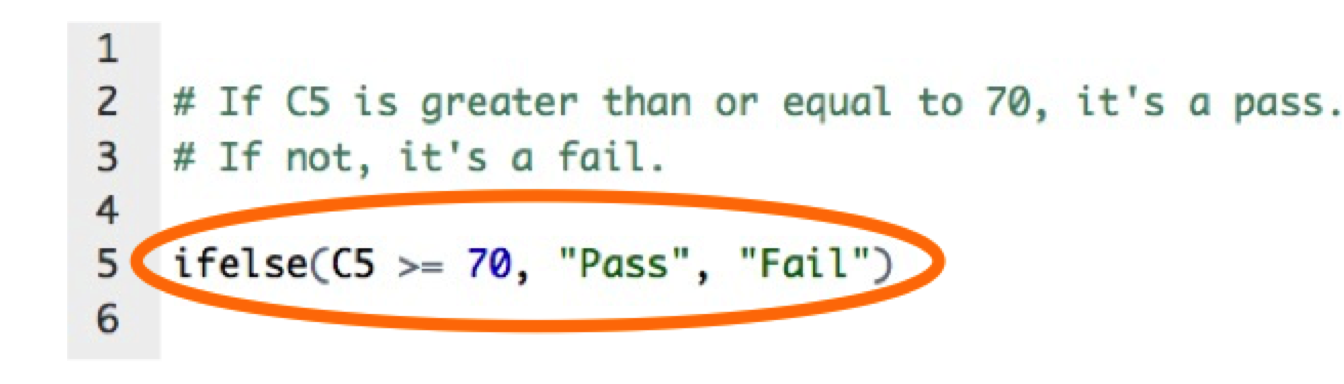 1
2 # If C5 is greater than or equal to 70, it's a pass.
3 # If not, it's a fail.
4
5 ifelse(C5 >= 70, "Pass", "Fail")
6